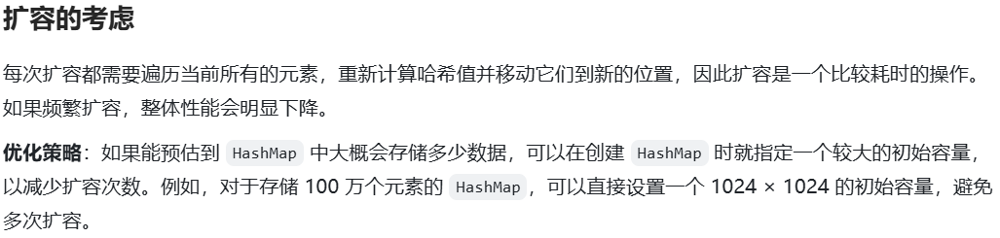 扩容的考虑
每次扩容都需要遍历当前所有的元素，重新计算哈希值并移动它们到新的位置，因此扩容是一个比较耗时的操作。
如果频繁扩容，整体性能会明显下降。
优化策略：如果能预估到 HashMap 中大概会存储多少数据，可以在创建 HashMap 时就指定一个较大的初始容量，
以减少扩容次数。例如，对于存储 100 万个元素的 HashMap，可以直接设置一个 1024 × 1024 的初始容量，避免
多次扩容。